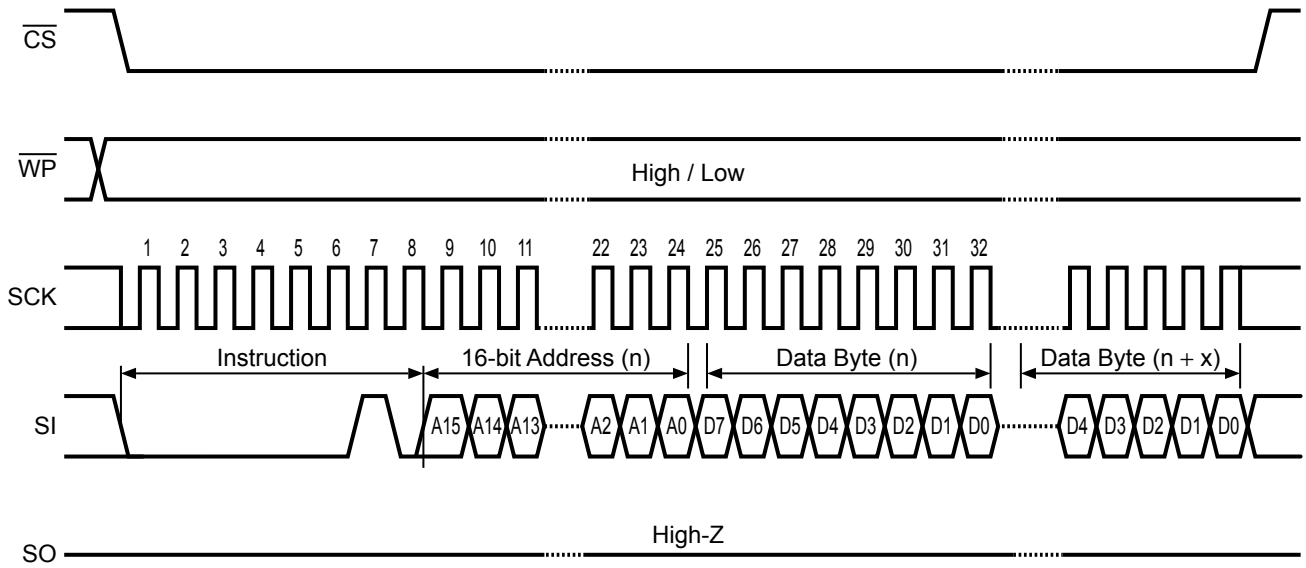 CS
WP
High / Low
1 2 3 4 5 6 7 8 9 10 11 22 23 24 25 26 27 28 29 30 31 32
SCK
Instruction 16-bit Address (n) Data Byte (n) Data Byte (n + x)
SI A15 A14 A13 A2 A1 A0 D7 D6 D5 D4 D3 D2 D1 D0 D4 D3 D2 D1 D0
High-Z
SO